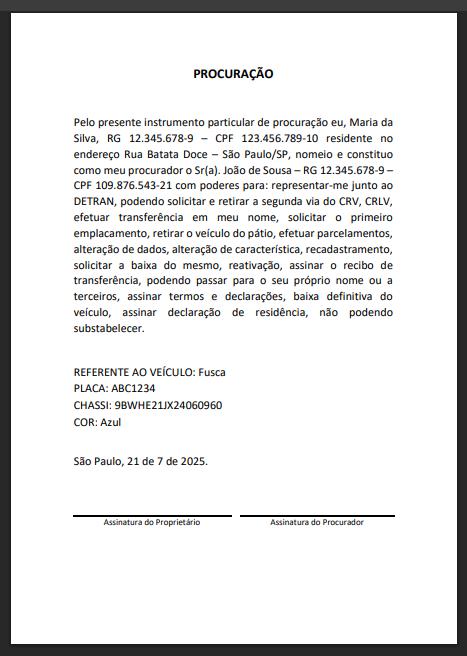 PROCURAÇÃO
Pelo presente instrumento particular de procuração eu, Maria da
Silva, RG 12.345.678-9 – CPF 123.456.789-10 residente no
endereço Rua Batata Doce – São Paulo/SP, nomeio e constituo
como meu procurador o Sr(a). João de Sousa – RG 12.345.678-9 –
CPF 109.876.543-21 com poderes para: representar-me junto ao
DETRAN, podendo solicitar e retirar a segunda via do CRV, CRLV,
efetuar transferência em meu nome, solicitar o primeiro
emplacamento, retirar o veículo do pátio, efetuar parcelamentos,
alteração de dados, alteração de característica, recadastramento,
solicitar a baixa do mesmo, reativação, assinar o recibo de
transferência, podendo passar para o seu próprio nome ou a
terceiros, assinar termos e declarações, baixa definitiva do
veículo, assinar declaração de residência, não podendo
substabelecer.
REFERENTE AO VEÍCULO: Fusca
PLACA: ABC1234
CHASSI: 9BWHE21JX24060960
COR: Azul
São Paulo, 21 de 7 de 2025.
Assinatura do Proprietário
Assinatura do Procurador